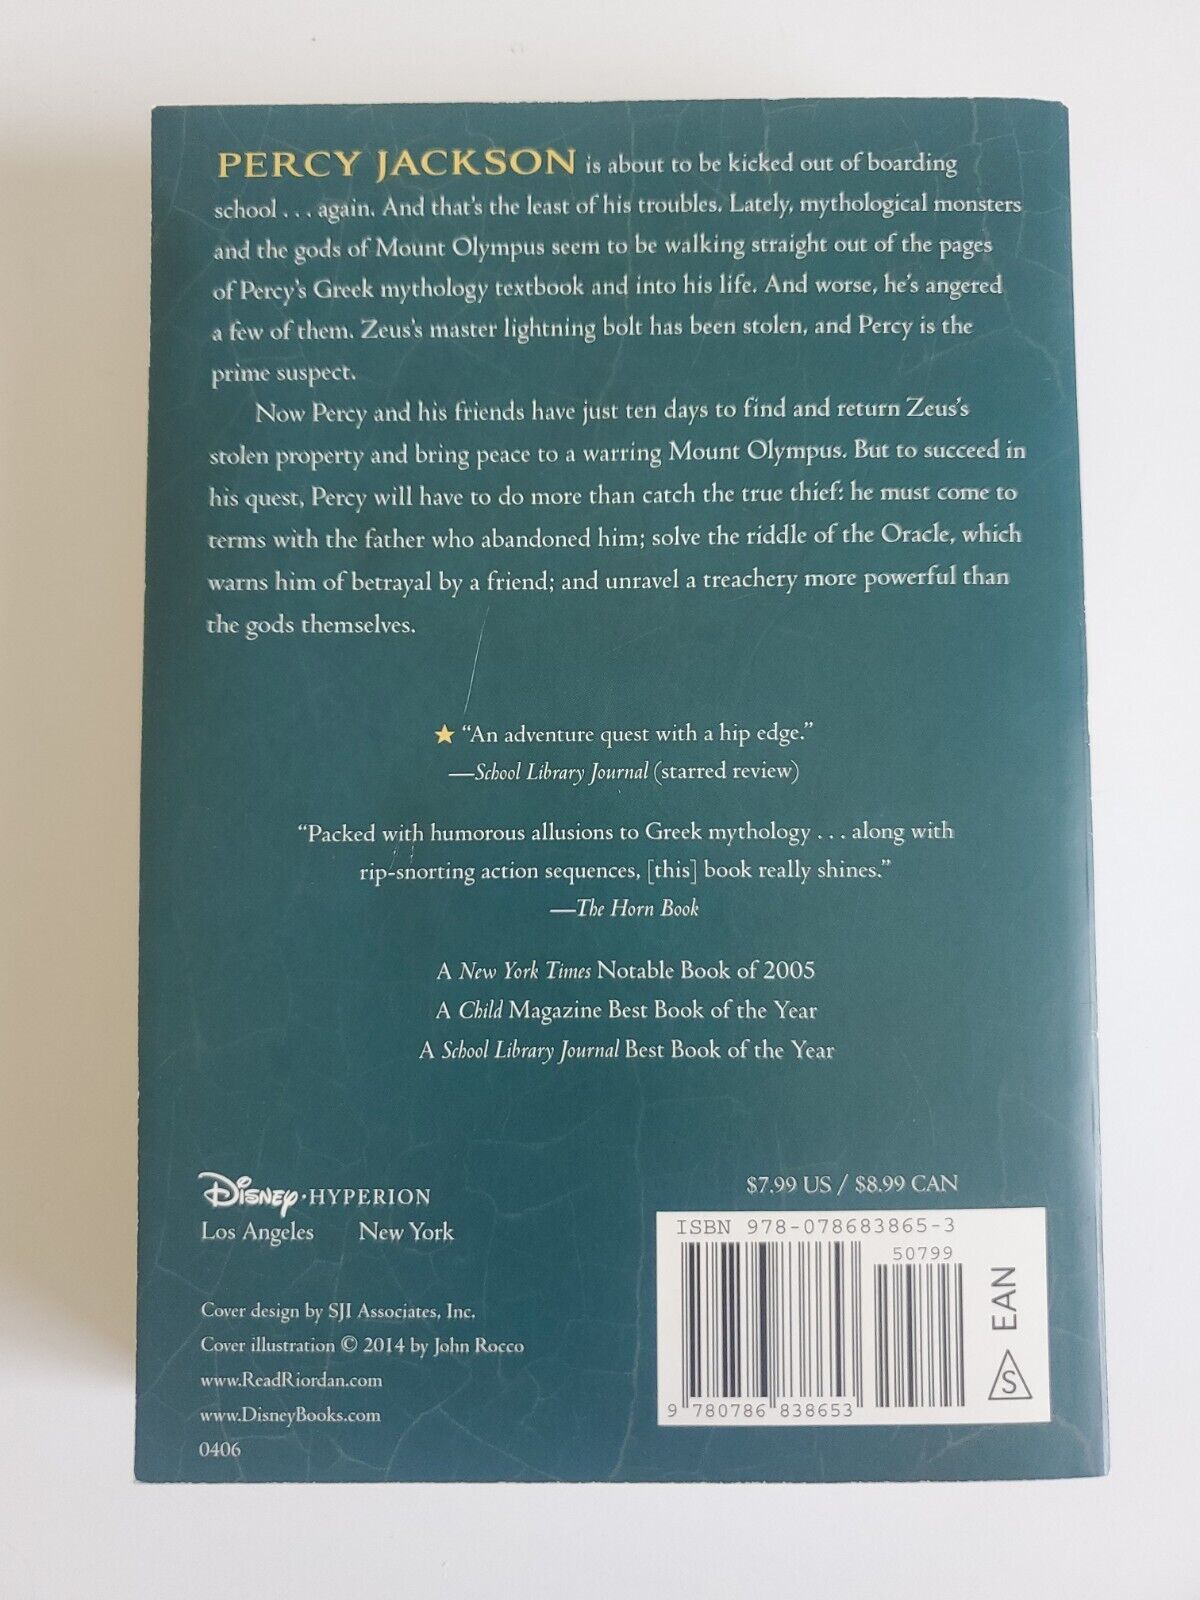 PERCY JACKSON is about to be kicked out of boarding
school . . . again. And that's the least of his troubles. Lately, mythological monsters
and the gods of Mount Olympus seem to be walking straight out of the pages
of Percy's Greek mythology textbook and into his life. And worse, he's angered
a few of them. Zeus's master lightning bolt has been stolen, and Percy is the
prime suspect.
Now Percy and his friends have just ten days to find and return Zeus's
stolen property and bring peace to a warring Mount Olympus. But to succeed in
his quest, Percy will have to do more than catch the true thief: he must come to
terms with the father who abandoned him; solve the riddle of the Oracle, which
warns him of betrayal by a friend; and unravel a treachery more powerful than
the gods themselves.
"An adventure quest with a hip edge."
—School Library Journal (starred review)
"Packed with humorous allusions to Greek mythology . . . along with
rip-snorting action sequences, [this] book really shines."
—The Horn Book
A New York Times Notable Book of 2005
A Child Magazine Best Book of the Year
A School Library Journal Best Book of the Year
Disney • HYPERION
Los Angeles New York
$7.99 US / $8.99 CAN
ISBN 978-078683865-3
50799
EAN
S
9 780786 838653
Cover design by SJI Associates, Inc.
Cover illustration © 2014 by John Rocco
www.ReadRiordan.com
www.DisneyBooks.com
0406